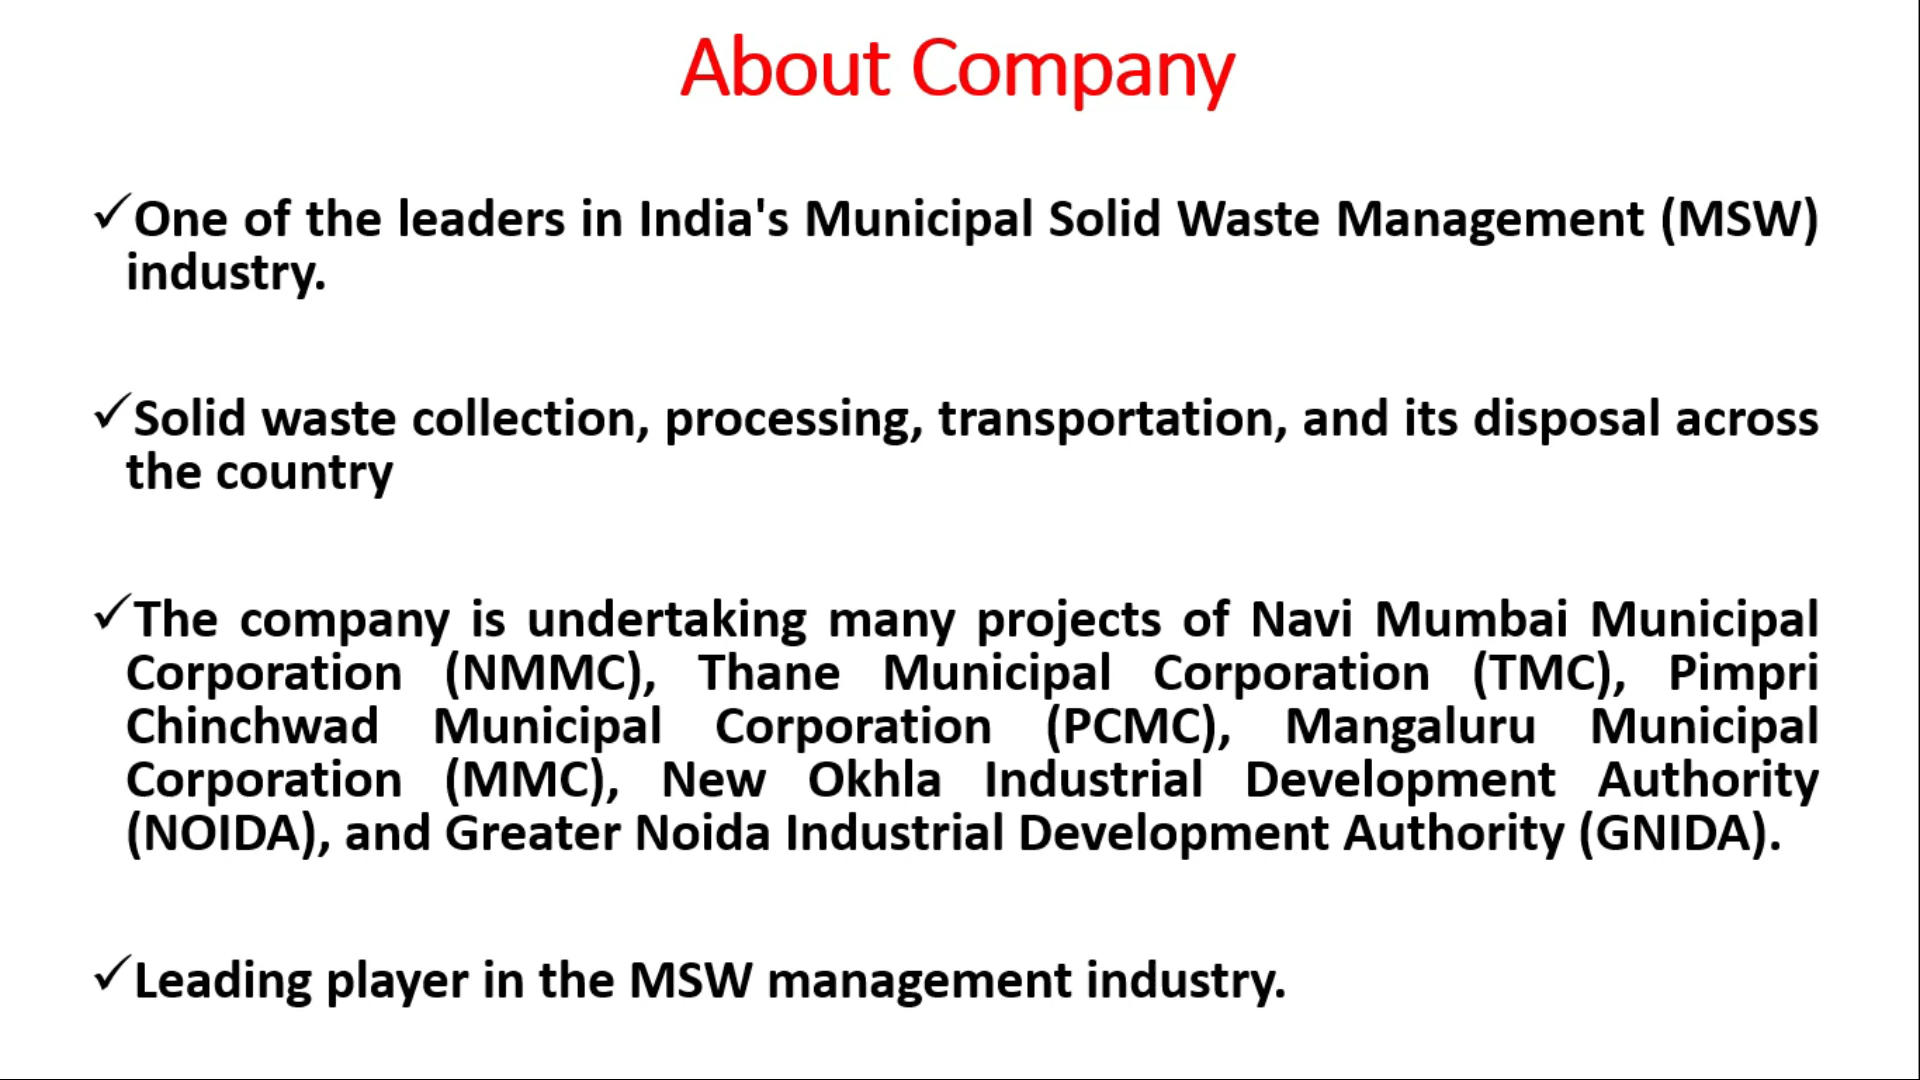 About Company
✓One of the leaders in India's Municipal Solid Waste Management (MSW)
industry.
✓Solid waste collection, processing, transportation, and its disposal across
the country
✓The company is undertaking many projects of Navi Mumbai Municipal
Corporation (NMMC), Thane Municipal Corporation (TMC), Pimpri
Chinchwad Municipal Corporation (PCMC), Mangaluru Municipal
Corporation (MMC), New Okhla Industrial Development Authority
(NOIDA), and Greater Noida Industrial Development Authority (GNIDA).
✓Leading player in the MSW management industry.